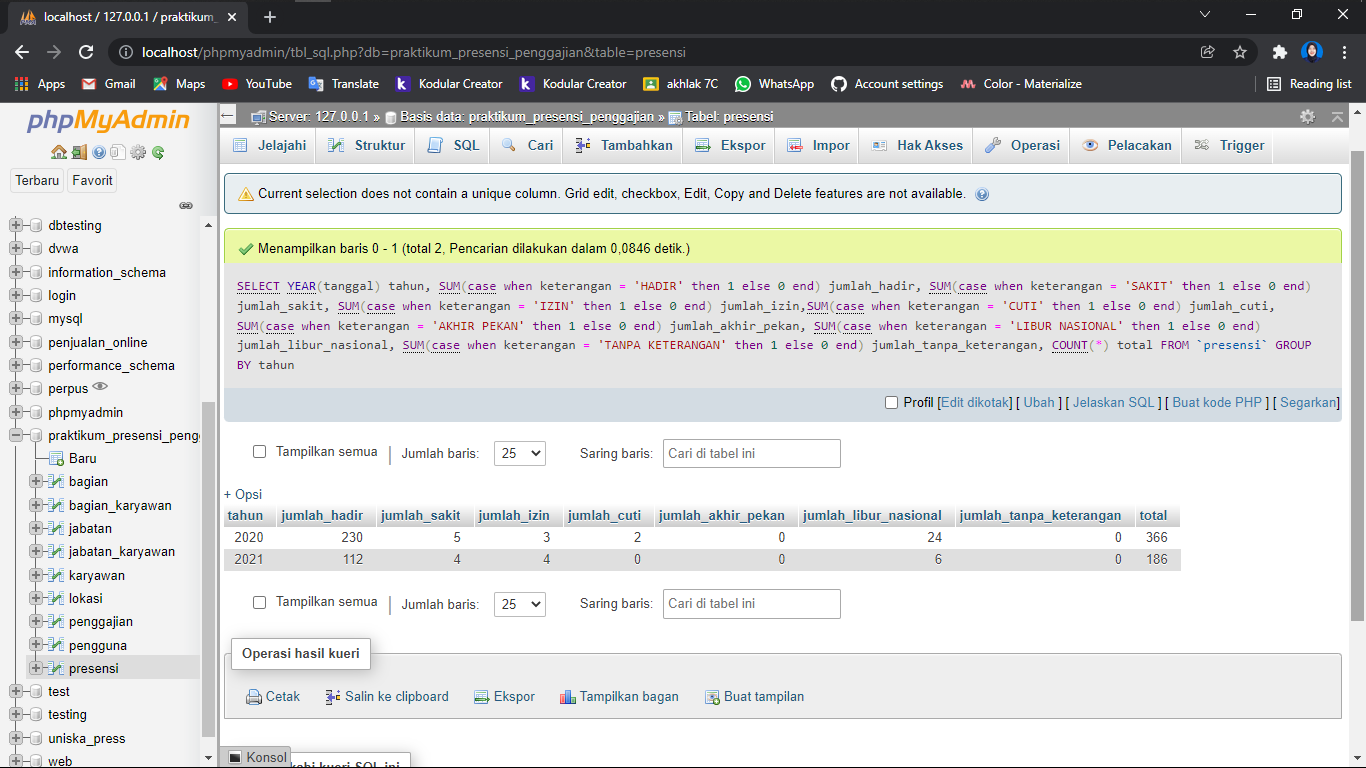 localhost / 127.0.0.1 / praktikum_
localhost/phpmyadmin/tbl_sql.php?db=praktikum_presensi_penggajian&table=presensi
Apps Gmail Maps YouTube Translate Kodular Creator Kodular Creator akhlak 7C WhatsApp Account settings Color - Materialize Reading list
phpMyAdmin
Terbaru Favorit
dbtesting
dvwa
information_schema
login
mysql
penjualan_online
performance_schema
perpus
phpmyadmin
praktikum_presensi_peng
Baru
bagian
bagian_karyawan
jabatan
jabatan_karyawan
karyawan
lokasi
penggajian
pengguna
presensi
test
testing
uniska_press
web
Server: 127.0.0.1 » Basis data: praktikum_presensi_penggajian » Tabel: presensi
Jelajahi Struktur SQL Cari Tambahkan Ekspor Impor Hak Akses Operasi Pelacakan Trigger
Current selection does not contain a unique column. Grid edit, checkbox, Edit, Copy and Delete features are not available.
Menampilkan baris 0 - 1 (total 2, Pencarian dilakukan dalam 0,0846 detik.)
SELECT YEAR(tanggal) tahun, SUM(case when keterangan = 'HADIR' then 1 else 0 end) jumlah_hadir, SUM(case when keterangan = 'SAKIT' then 1 else 0 end)
jumlah_sakit, SUM(case when keterangan = 'IZIN' then 1 else 0 end) jumlah_izin,SUM(case when keterangan = 'CUTI' then 1 else 0 end) jumlah_cuti,
SUM(case when keterangan = 'AKHIR PEKAN' then 1 else 0 end) jumlah_akhir_pekan, SUM(case when keterangan = 'LIBUR NASIONAL' then 1 else 0 end)
jumlah_libur_nasional, SUM(case when keterangan = 'TANPA KETERANGAN' then 1 else 0 end) jumlah_tanpa_keterangan, COUNT(*) total FROM `presensi` GROUP
BY tahun
Profil [Edit dikotak] [ Ubah ] [ Jelaskan SQL ] [ Buat kode PHP ] [ Segarkan]
Tampilkan semua | Jumlah baris: 25 Saring baris: Cari di tabel ini
+ Opsi
tahun jumlah_hadir jumlah_sakit jumlah_izin jumlah_cuti jumlah_akhir_pekan jumlah_libur_nasional jumlah_tanpa_keterangan total
2020 230 5 3 2 0 24 0 366
2021 112 4 4 0 0 6 0 186
Tampilkan semua | Jumlah baris: 25 Saring baris: Cari di tabel ini
Operasi hasil kueri
Cetak Salin ke clipboard Ekspor Tampilkan bagan Buat tampilan
Konsol
kueri SQL ini